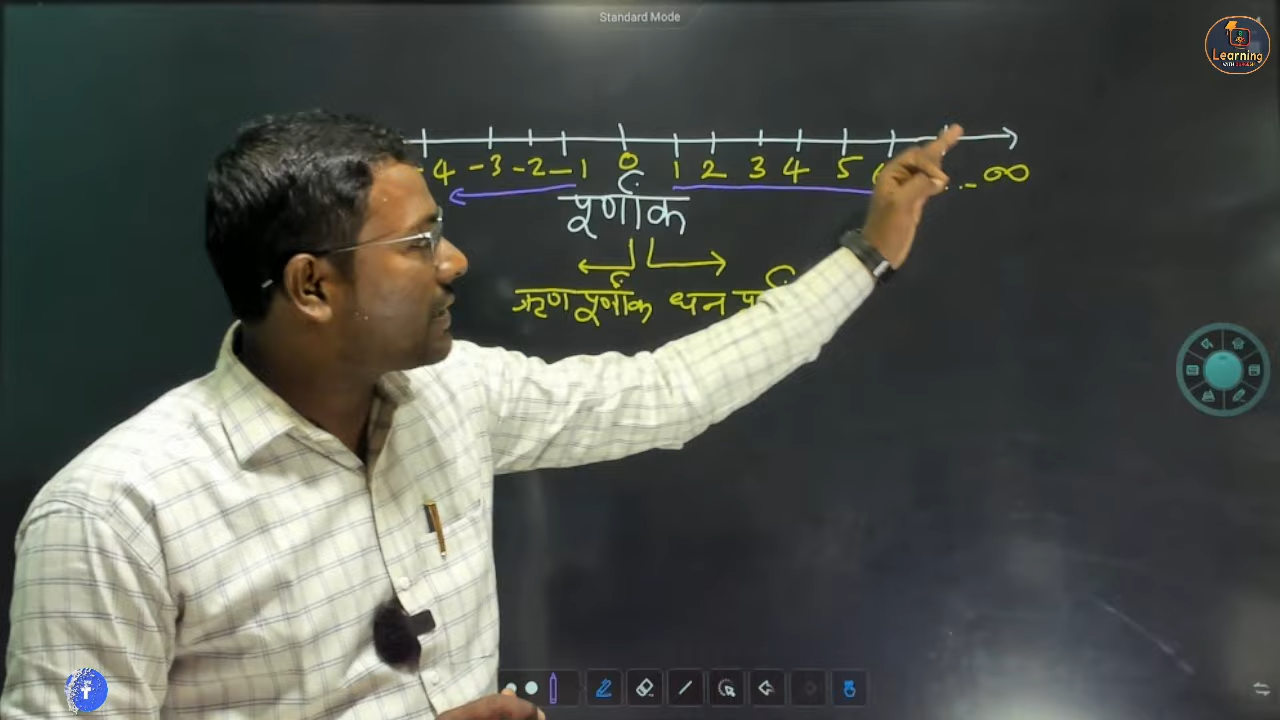 Standard Mode
Learning
4 -3 -2 -1 0 1 2 3 4 5 ∞
पूर्णांक
ऋण पूर्णांक धन
f